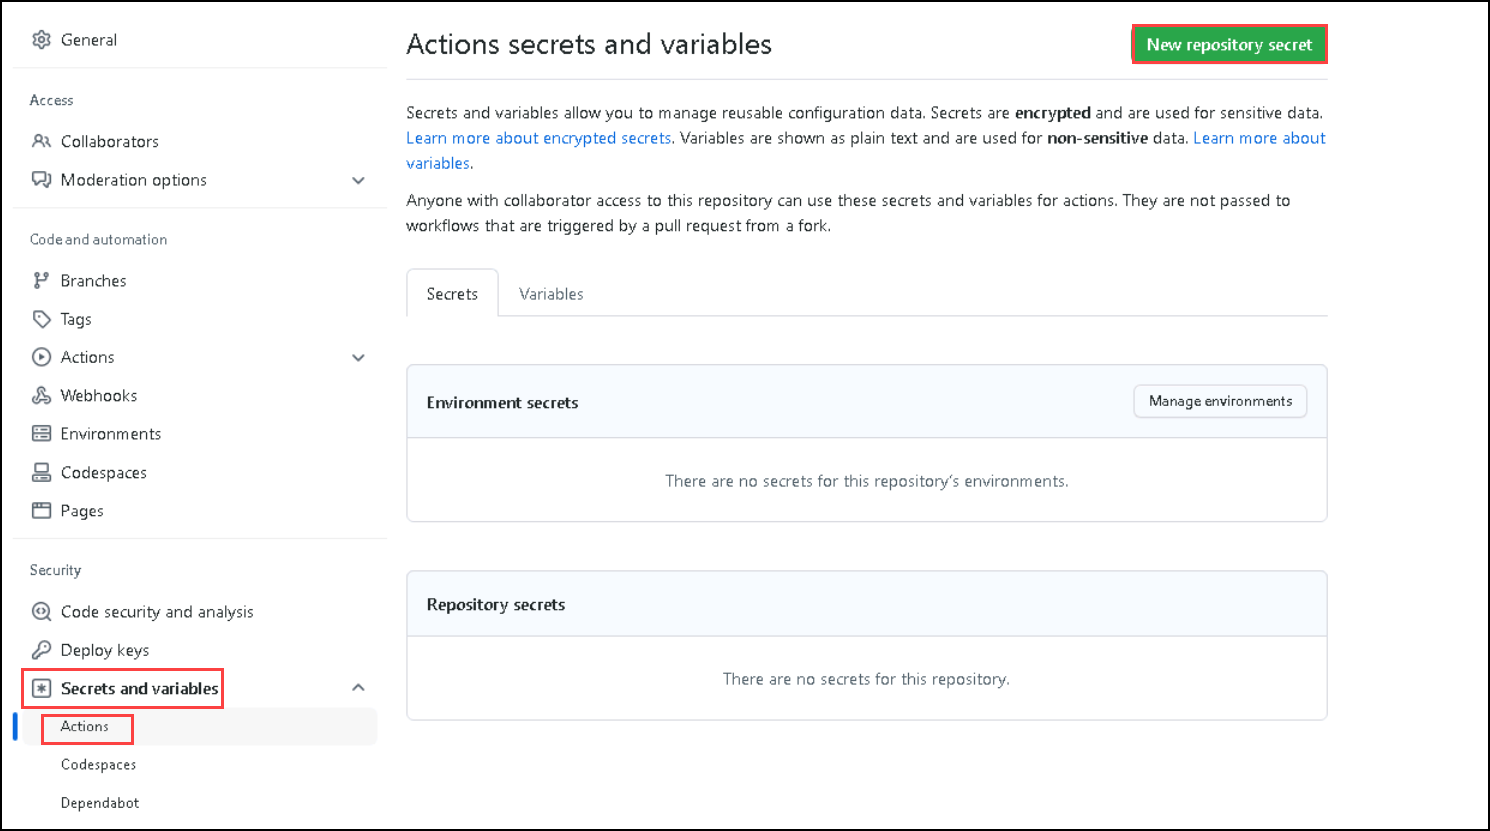 General
Access
Collaborators
Moderation options
Code and automation
Branches
Tags
Actions
Webhooks
Environments
Codespaces
Pages
Security
Code security and analysis
Deploy keys
Secrets and variables
Actions
Codespaces
Dependabot
Actions secrets and variables
New repository secret
Secrets and variables allow you to manage reusable configuration data. Secrets are encrypted and are used for sensitive data.
Learn more about encrypted secrets. Variables are shown as plain text and are used for non-sensitive data. Learn more about
variables.
Anyone with collaborator access to this repository can use these secrets and variables for actions. They are not passed to
workflows that are triggered by a pull request from a fork.
Secrets Variables
Environment secrets
Manage environments
There are no secrets for this repository's environments.
Repository secrets
There are no secrets for this repository.